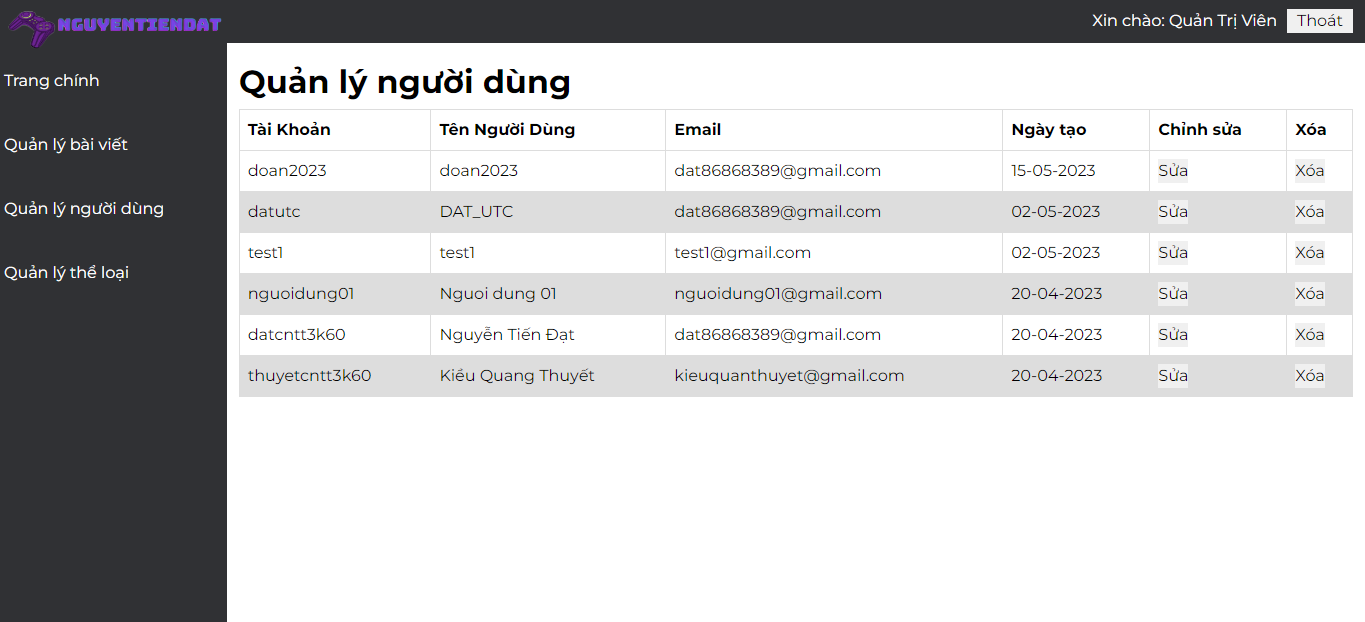 NGUYENTIENDAT
Xin chào: Quản Trị Viên Thoát
Trang chính
Quản lý bài viết
Quản lý người dùng
Quản lý thể loại
Quản lý người dùng
Tài Khoản Tên Người Dùng Email Ngày tạo Chỉnh sửa Xóa
doan2023 doan2023 dat86868389@gmail.com 15-05-2023 Sửa Xóa
datutc DAT_UTC dat86868389@gmail.com 02-05-2023 Sửa Xóa
test1 test1 test1@gmail.com 02-05-2023 Sửa Xóa
nguoidung01 Nguoi dung 01 nguoidung01@gmail.com 20-04-2023 Sửa Xóa
datcntt3k60 Nguyễn Tiến Đạt dat86868389@gmail.com 20-04-2023 Sửa Xóa
thuyetcntt3k60 Kiều Quang Thuyết kieuquanthuyet@gmail.com 20-04-2023 Sửa Xóa